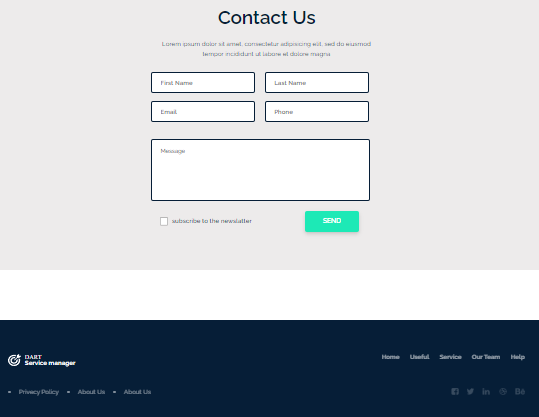 Contact Us
Lorem ipsum dolor sit amet, consectetur adipisicing elit, sed do eiusmod
tempor incididunt ut labore et dolore magna
First Name
Last Name
Email
Phone
Message
subscribe to the newslatter
SEND
DART
Service manager
Home Useful Service Our Team Help
Privacy Policy
About Us
About Us